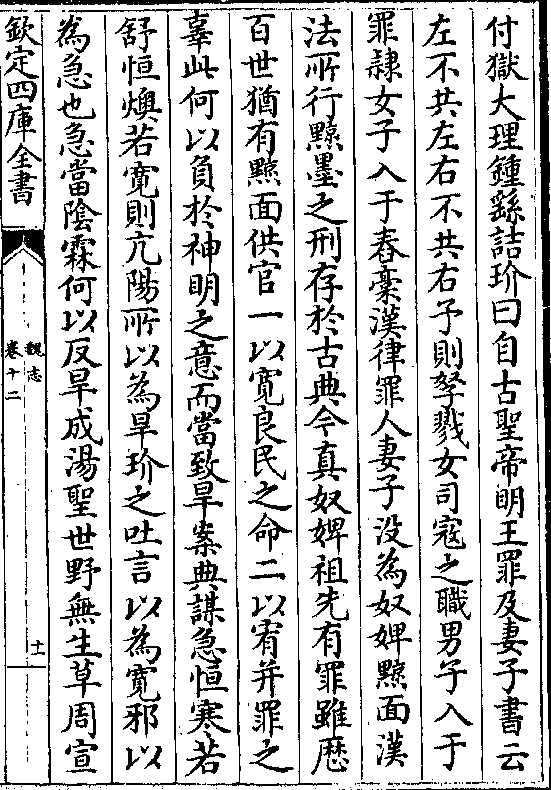 付獄大理鍾繇詰玠曰自古聖帝明王罪及妻子書云
左不共左右不共右予則孥戮女司寇之職男子入于
罪隸女子入于舂稾漢律罪人妻子没為奴婢黥面漢
法所行黥墨之刑存於古典今真奴婢祖先有罪雖歴
百世猶有黥面供官一以寛良民之命二以宥并罪之
辜此何以負於神明之意而當致旱案典謀急恒寒若
舒恒燠若寛則亢陽所以為旱玠之吐言以為寛邪以
為急也急當陰霖何以反旱成湯聖世野無生草周宣
欽定四庫全書
魏志
卷十二
十一